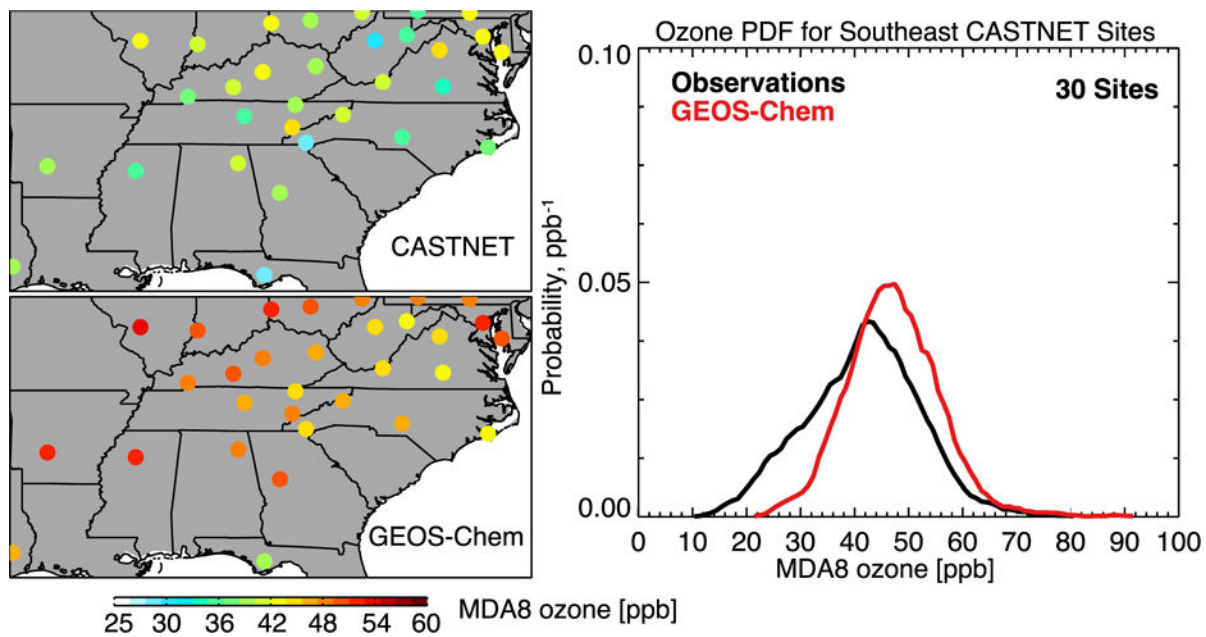 CASTNET
GEOS-Chem
25 30 36 42 48 54 60
MDA8 ozone [ppb]
Ozone PDF for Southeast CASTNET Sites
Observations
GEOS-Chem
30 Sites
Probability, ppb⁻¹
0.10
0.05
0.00
0 10 20 30 40 50 60 70 80 90 100
MDA8 ozone [ppb]